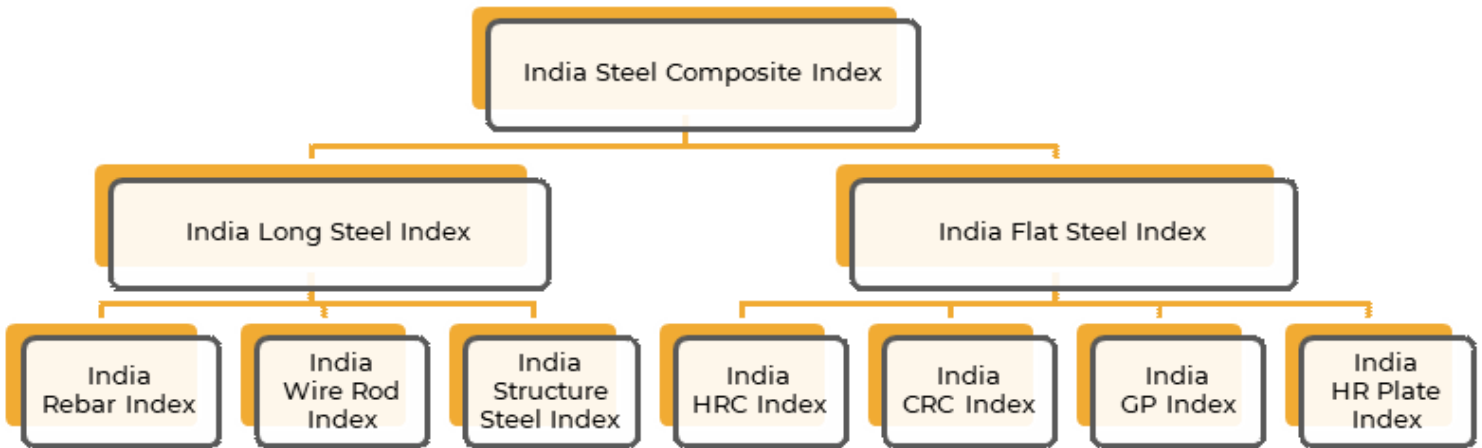 India Steel Composite Index
India Long Steel Index
India Flat Steel Index
India
Rebar Index
India
Wire Rod
Index
India
Structure
Steel Index
India
HRC Index
India
CRC Index
India
GP Index
India
HR Plate
Index